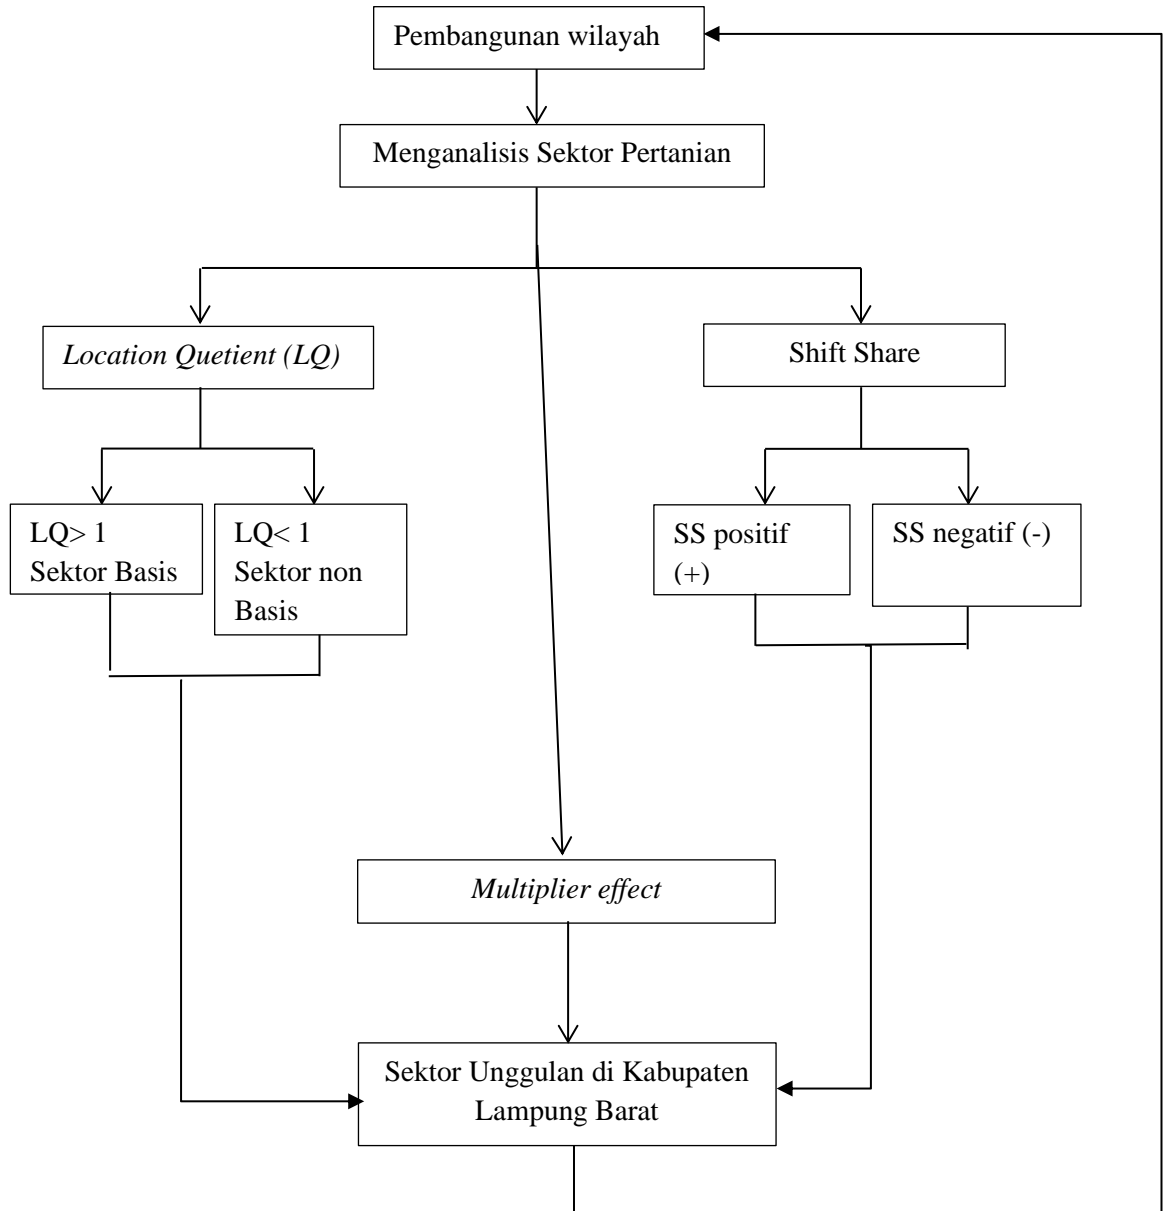 Pembangunan wilayah
Menganalisis Sektor Pertanian
Location Quetient (LQ)
Shift Share
LQ> 1
Sektor Basis
LQ< 1
Sektor non
Basis
SS positif
(+)
SS negatif (-)
Multiplier effect
Sektor Unggulan di Kabupaten
Lampung Barat